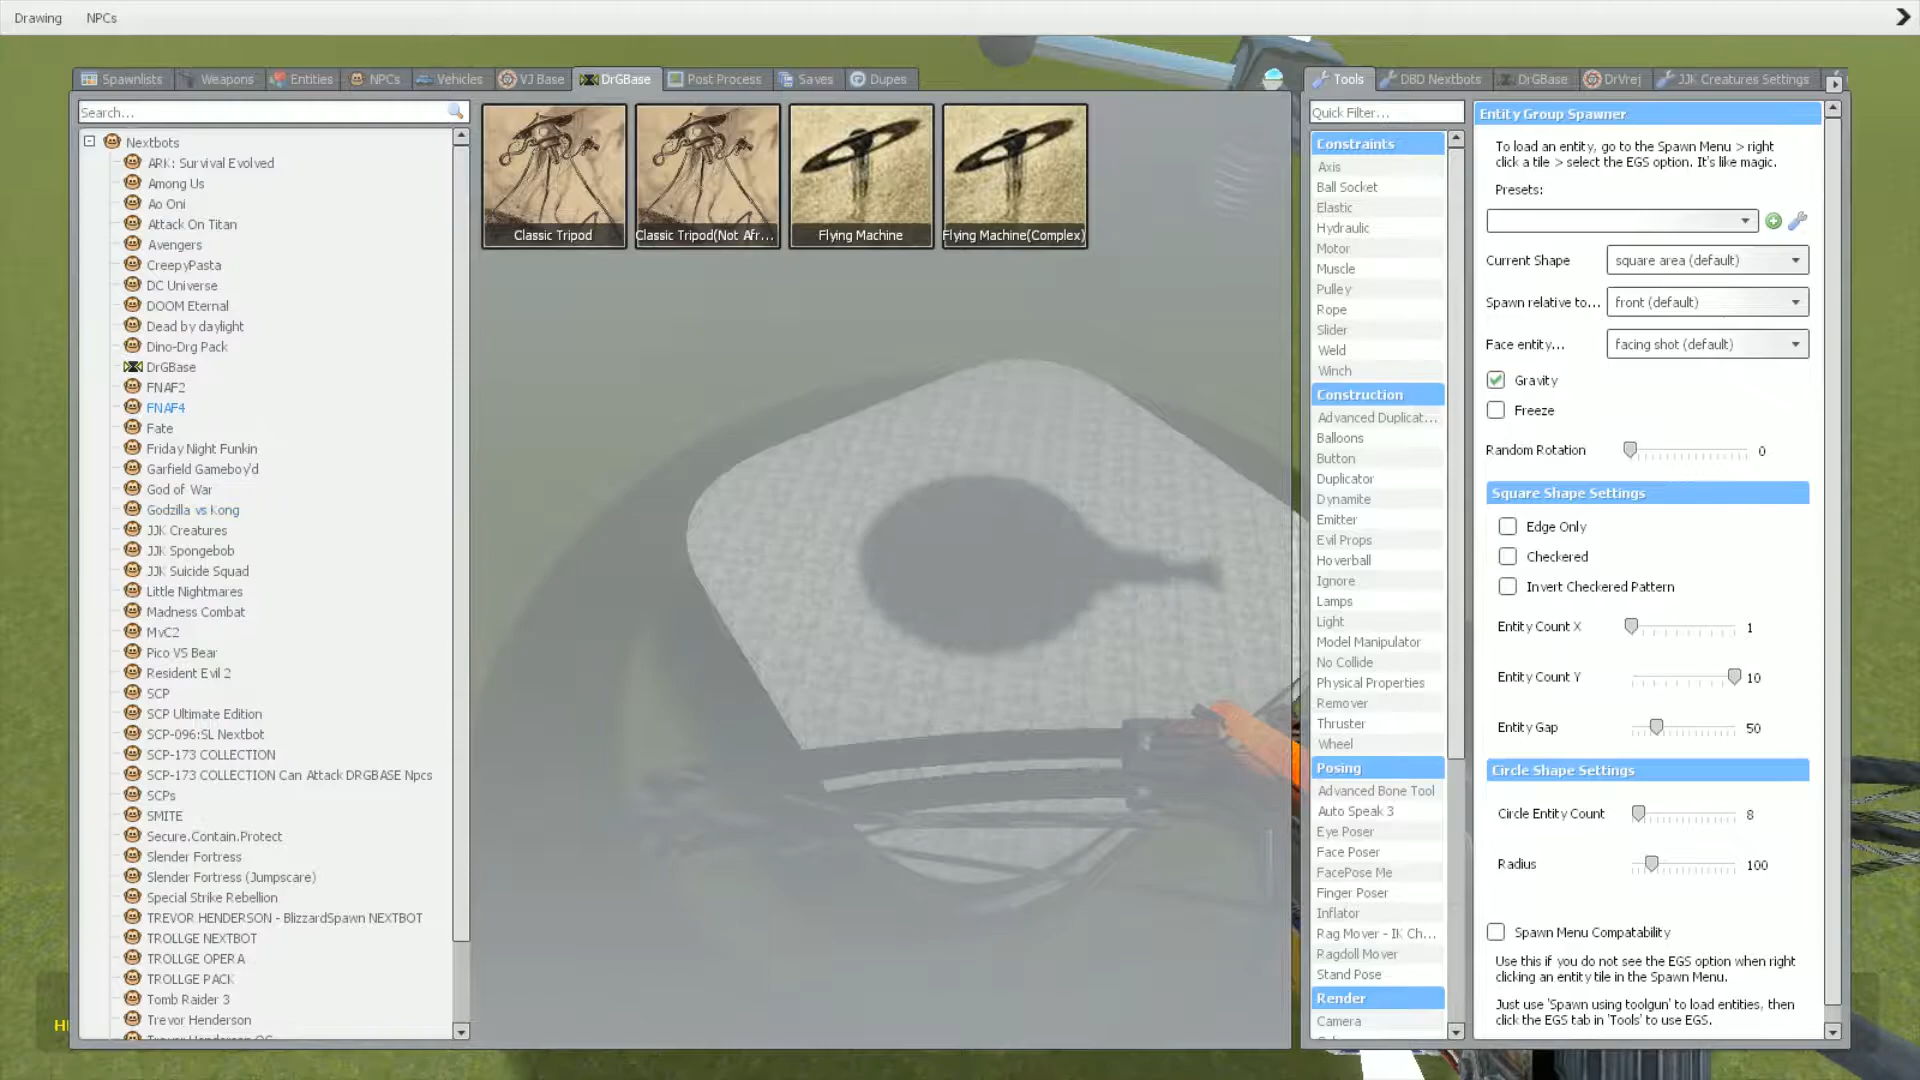 Drawing NPCs
Spawnlists Weapons Entities NPCs Vehicles VJ Base DrGBase Post Process Saves Dupes
Search...
Nextbots
ARK: Survival Evolved
Among Us
Ao Oni
Attack On Titan
Avengers
CreepyPasta
DC Universe
DOOM Eternal
Dead by daylight
Dino-Drg Pack
DrGBase
FNAF2
FNAF4
Fate
Friday Night Funkin
Garfield Gameboy'd
God of War
Godzilla vs Kong
JJK Creatures
JJK Spongebob
JJK Suicide Squad
Little Nightmares
Madness Combat
MvC2
Pico VS Bear
Resident Evil 2
SCP
SCP Ultimate Edition
SCP-096:SL Nextbot
SCP-173 COLLECTION
SCP-173 COLLECTION Can Attack DRGBASE Npcs
SCPs
SMITE
Secure.Contain.Protect
Slender Fortress
Slender Fortress (Jumpscare)
Special Strike Rebellion
TREVOR HENDERSON - BlizzardSpawn NEXTBOT
TROLLGE NEXTBOT
TROLLGE OPERA
TROLLGE PACK
Tomb Raider 3
Trevor Henderson
Classic Tripod
Classic Tripod(Not Afr...
Flying Machine
Flying Machine(Complex)
Tools DBD Nextbots DrGBase DrVrej JJK Creatures Settings
Quick Filter...
Constraints
Axis
Ball Socket
Elastic
Hydraulic
Motor
Muscle
Pulley
Rope
Slider
Weld
Winch
Construction
Advanced Duplicat...
Balloons
Button
Duplicator
Dynamite
Emitter
Evil Props
Hoverball
Ignore
Lamps
Light
Model Manipulator
No Collide
Physical Properties
Remover
Thruster
Wheel
Posing
Advanced Bone Tool
Auto Speak 3
Eye Poser
Face Poser
FacePose Me
Finger Poser
Inflator
Rag Mover - IK Ch...
Ragdoll Mover
Stand Pose
Render
Camera
Entity Group Spawner
To load an entity, go to the Spawn Menu > right
click a tile > select the EGS option. It's like magic.
Presets:
Current Shape square area (default)
Spawn relative to... front (default)
Face entity... facing shot (default)
Gravity
Freeze
Random Rotation 0
Square Shape Settings
Edge Only
Checkered
Invert Checkered Pattern
Entity Count X 1
Entity Count Y 10
Entity Gap 50
Circle Shape Settings
Circle Entity Count 8
Radius 100
Spawn Menu Compatability
Use this if you do not see the EGS option when right
clicking an entity tile in the Spawn Menu.
Just use 'Spawn using toolgun' to load entities, then
click the EGS tab in 'Tools' to use EGS.